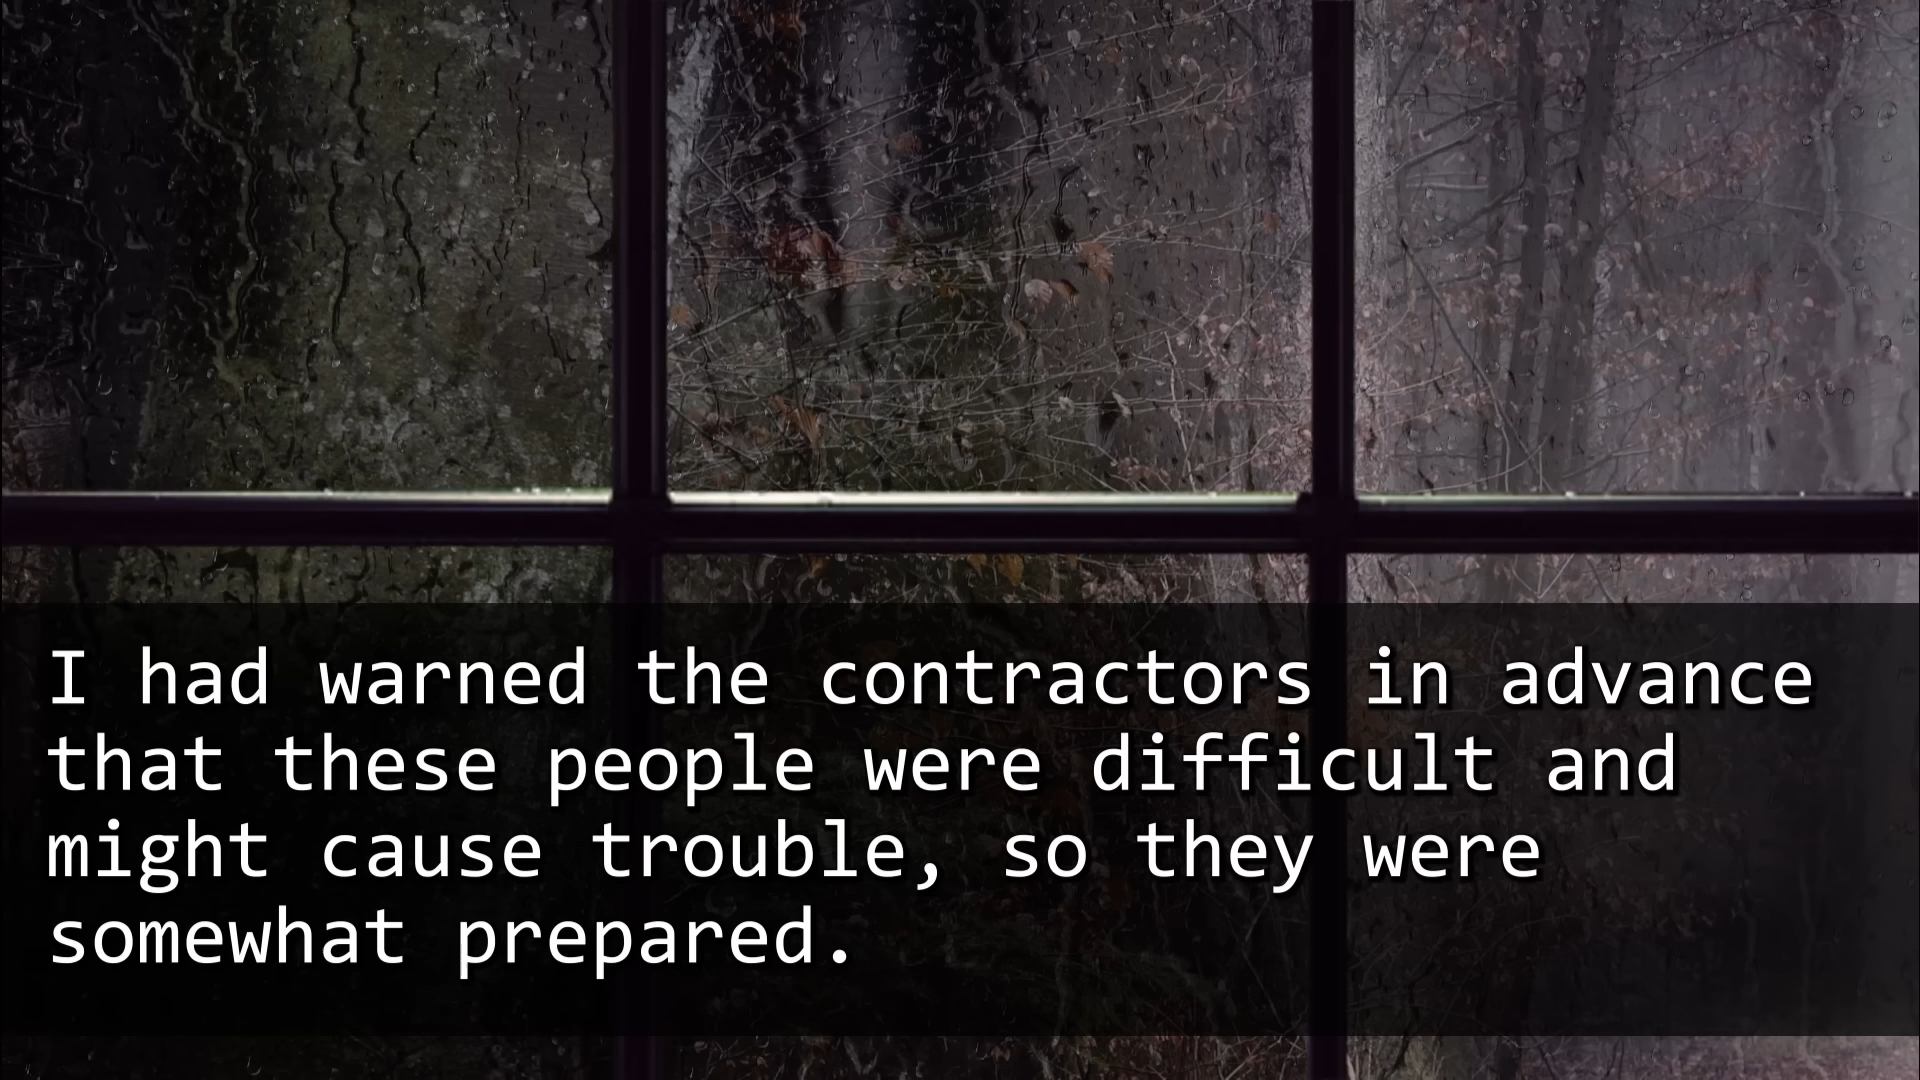 I had warned the contractors in advance
that these people were difficult and
might cause trouble, so they were
somewhat prepared.